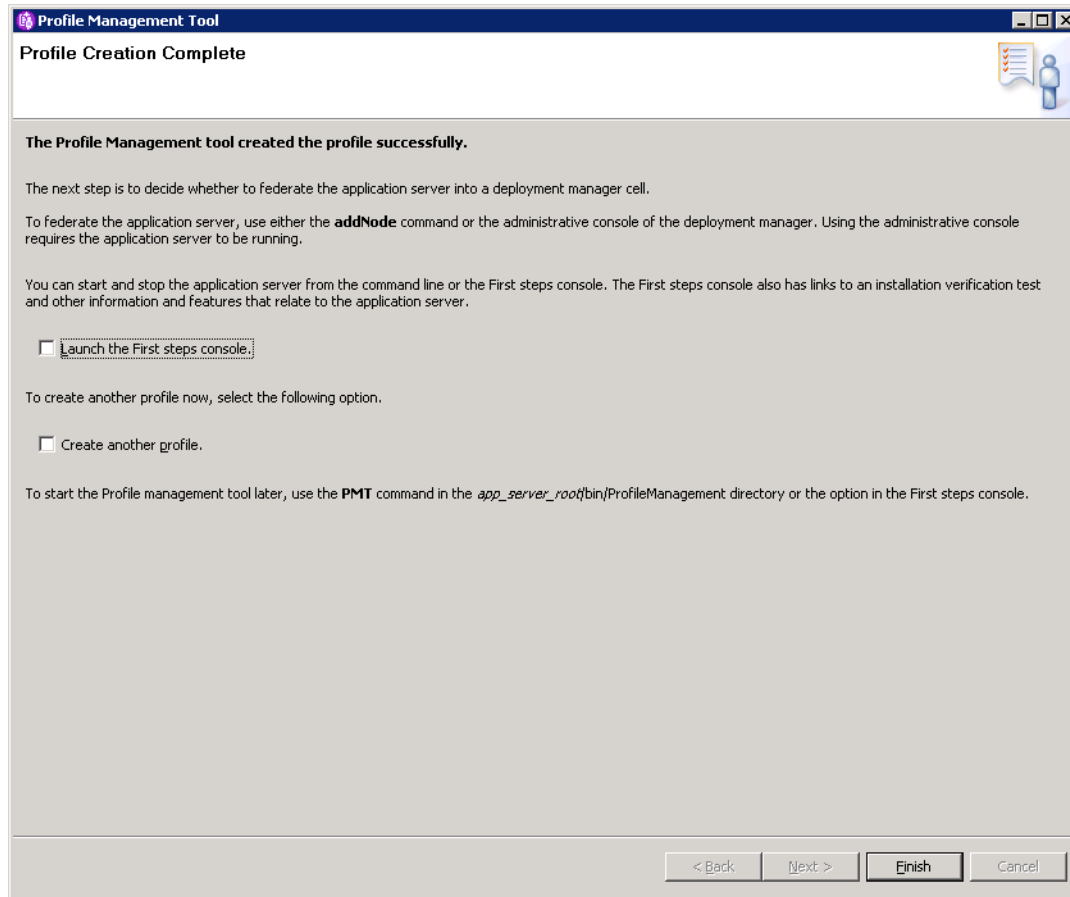 Profile Management Tool
Profile Creation Complete
The Profile Management tool created the profile successfully.
The next step is to decide whether to federate the application server into a deployment manager cell.
To federate the application server, use either the addNode command or the administrative console of the deployment manager. Using the administrative console
requires the application server to be running.
You can start and stop the application server from the command line or the First steps console. The First steps console also has links to an installation verification test
and other information and features that relate to the application server.
Launch the First steps console.
To create another profile now, select the following option.
Create another profile.
To start the Profile management tool later, use the PMT command in the app_server_root/bin/ProfileManagement directory or the option in the First steps console.
< Back Next > Finish Cancel